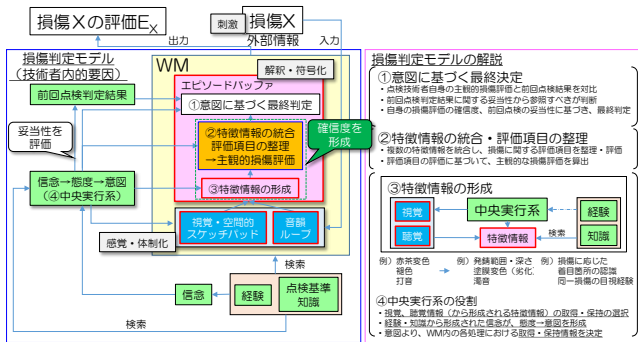 損傷Ｘの評価EX
刺激
損傷X
外部情報
出力
入力
損傷判定モデル
（技術者内的要因）
WM
解釈・符号化
エピソードバッファ
前回点検判定結果
①意図に基づく最終判断
妥当性を
評価
②特徴情報の統合
評価項目の整理
→主観的損傷評価
確信度を
形成
③特徴情報の形成
信念→態度→意図
（④中央実行系）
視覚・空間的
スケッチパッド
音韻
ループ
感覚・体制化
検索
信念
経験
点検基準
知識
検索
損傷判定モデルの解説
①意図に基づく最終決定
・点検技術者自身の主観的損傷評価と前回点検結果を対比
・前回点検判定結果に関する妥当性から参照すべきか判断
・自身の損傷評価の確信度、前回点検の妥当性に基づき、最終判定
②特徴情報の統合・評価項目の整理
・複数の特徴情報を統合し、損傷に関する評価項目を整理・評価
・評価項目の評価に基づいて、主観的な損傷評価を算出
③特徴情報の形成
視覚
中央実行系
経験
聴覚
特徴情報
検索
知識
例）赤茶変色
褐色
打音
例）発錆範囲・深さ
塗膜変色（劣化）
濁音
例）損傷に応じた
着目箇所の認識
同一損傷の目視経験
④中央実行系の役割
・視覚、聴覚情報（から形成される特徴情報）の取得・保持の選択
・経験・知識から形成された信念が、態度→意図を形成
・意図より、WM内の各処理における取得・保持情報を決定